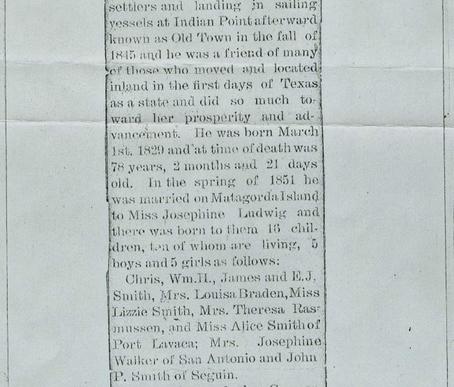 settlers and landing in sailing
vessels at Indian Point afterward
known as Old Town in the fall of
1845 and he was a friend of many
of those who moved and located
inland in the first days of Texas
as a state and did so much to-
ward her prosperity and ad-
vancement. He was born March
1st. 1829 and at time of death was
78 years, 2 months and 21 days
old. In the spring of 1851 he
was married on Matagorda Island
to Miss Josephine Ludwig and
there was born to them 16 chil-
dren, ten of whom are living, 5
boys and 5 girls as follows:
Chris, Wm.H., James and E.J.
Smith, Mrs. Louisa Braden, Miss
Lizzie Smith, Mrs. Theresa Ras-
mussen, and Miss Alice Smith of
Port Lavaca; Mrs. Josephine
Walker of San Antonio and John
P. Smith of Seguin.